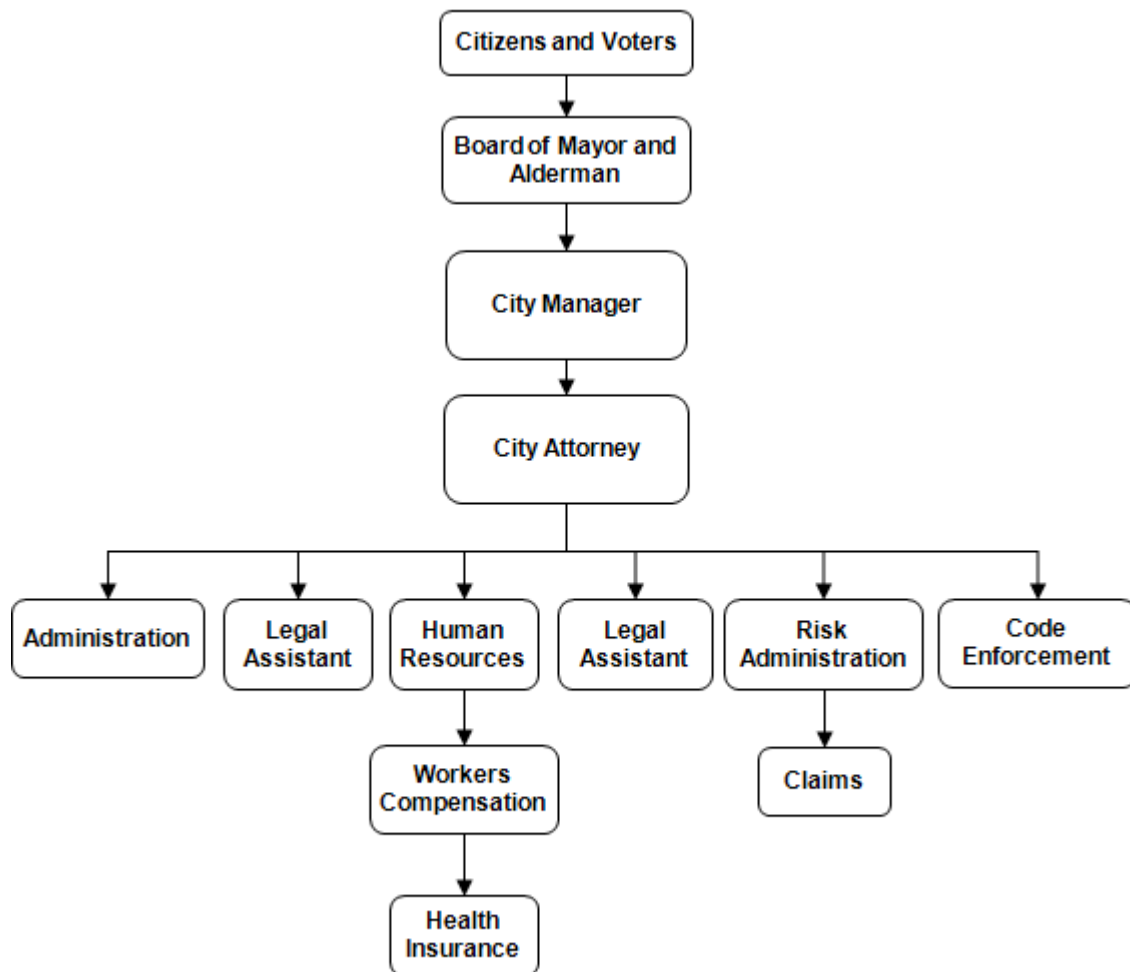 Citizens and Voters
Board of Mayor and
Alderman
City Manager
City Attorney
Administration
Legal
Assistant
Human
Resources
Legal
Assistant
Risk
Administration
Code
Enforcement
Workers
Compensation
Claims
Health
Insurance